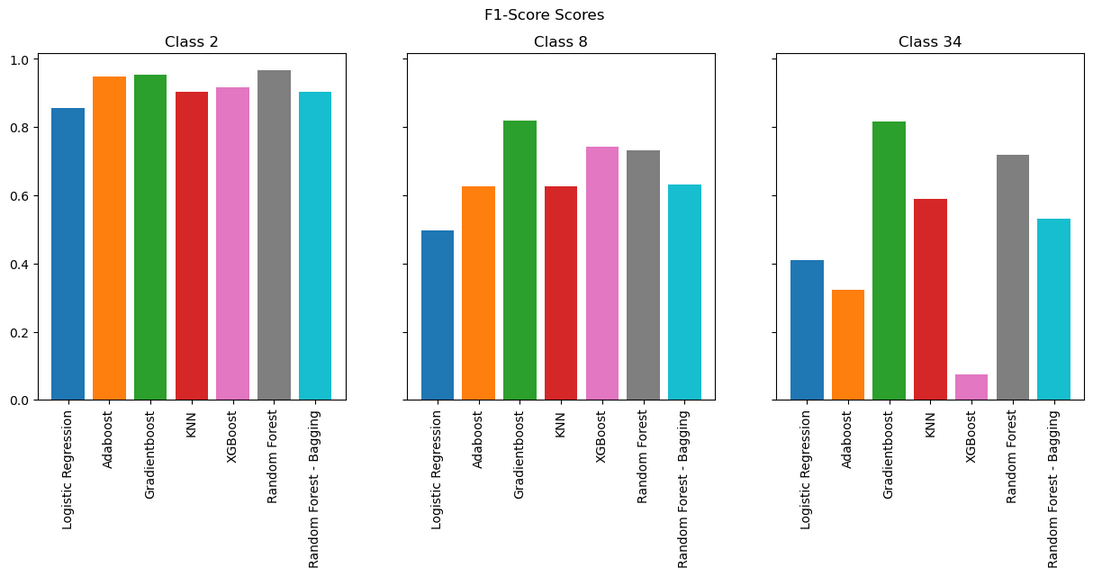 F1-Score Scores
Class 2
Class 8
Class 34
1.0
0.8
0.6
0.4
0.2
0.0
Logistic Regression
Adaboost
Gradientboost
KNN
XGBoost
Random Forest
Random Forest - Bagging
Logistic Regression
Adaboost
Gradientboost
KNN
XGBoost
Random Forest
Random Forest - Bagging
Logistic Regression
Adaboost
Gradientboost
KNN
XGBoost
Random Forest
Random Forest - Bagging